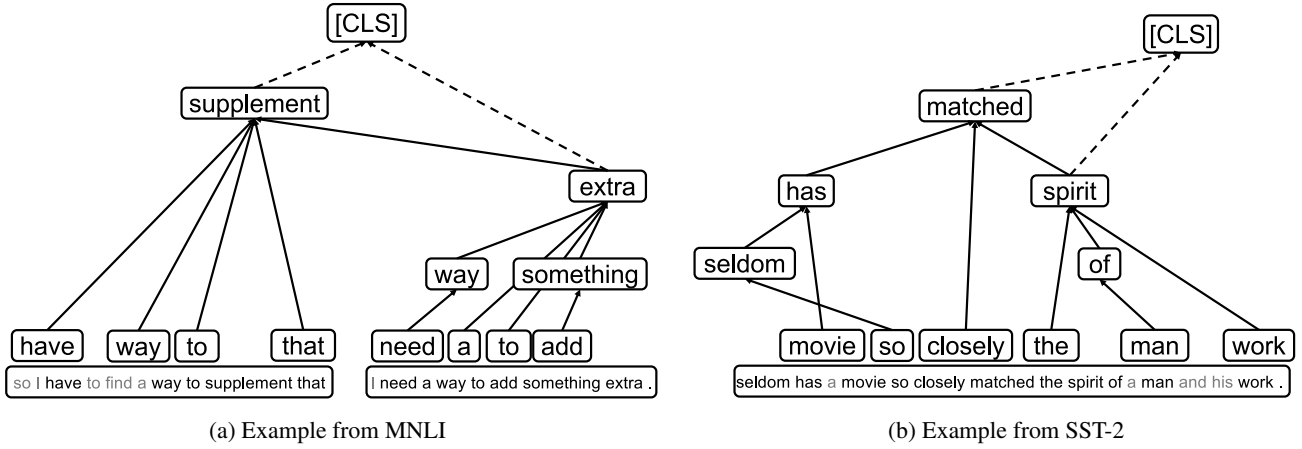 [CLS]
[CLS]
supplement
matched
extra
has
spirit
way
something
seldom
of
have
way
to
that
need
a
to
add
movie
so
closely
the
man
work
so I have to find a way to supplement that
I need a way to add something extra .
seldom has a movie so closely matched the spirit of a man and his work .
(a) Example from MNLI
(b) Example from SST-2